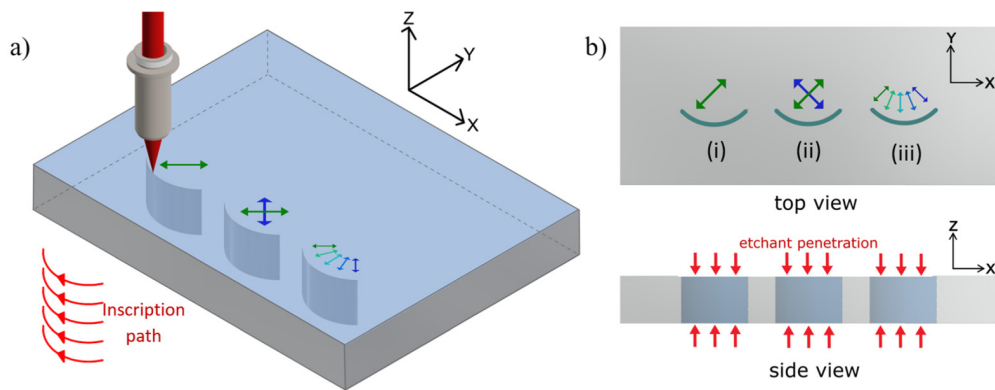 a)
Z
Y
X
Inscription
path
b)
Y
X
(i)
(ii)
(iii)
top view
Z
etchant penetration
X
side view